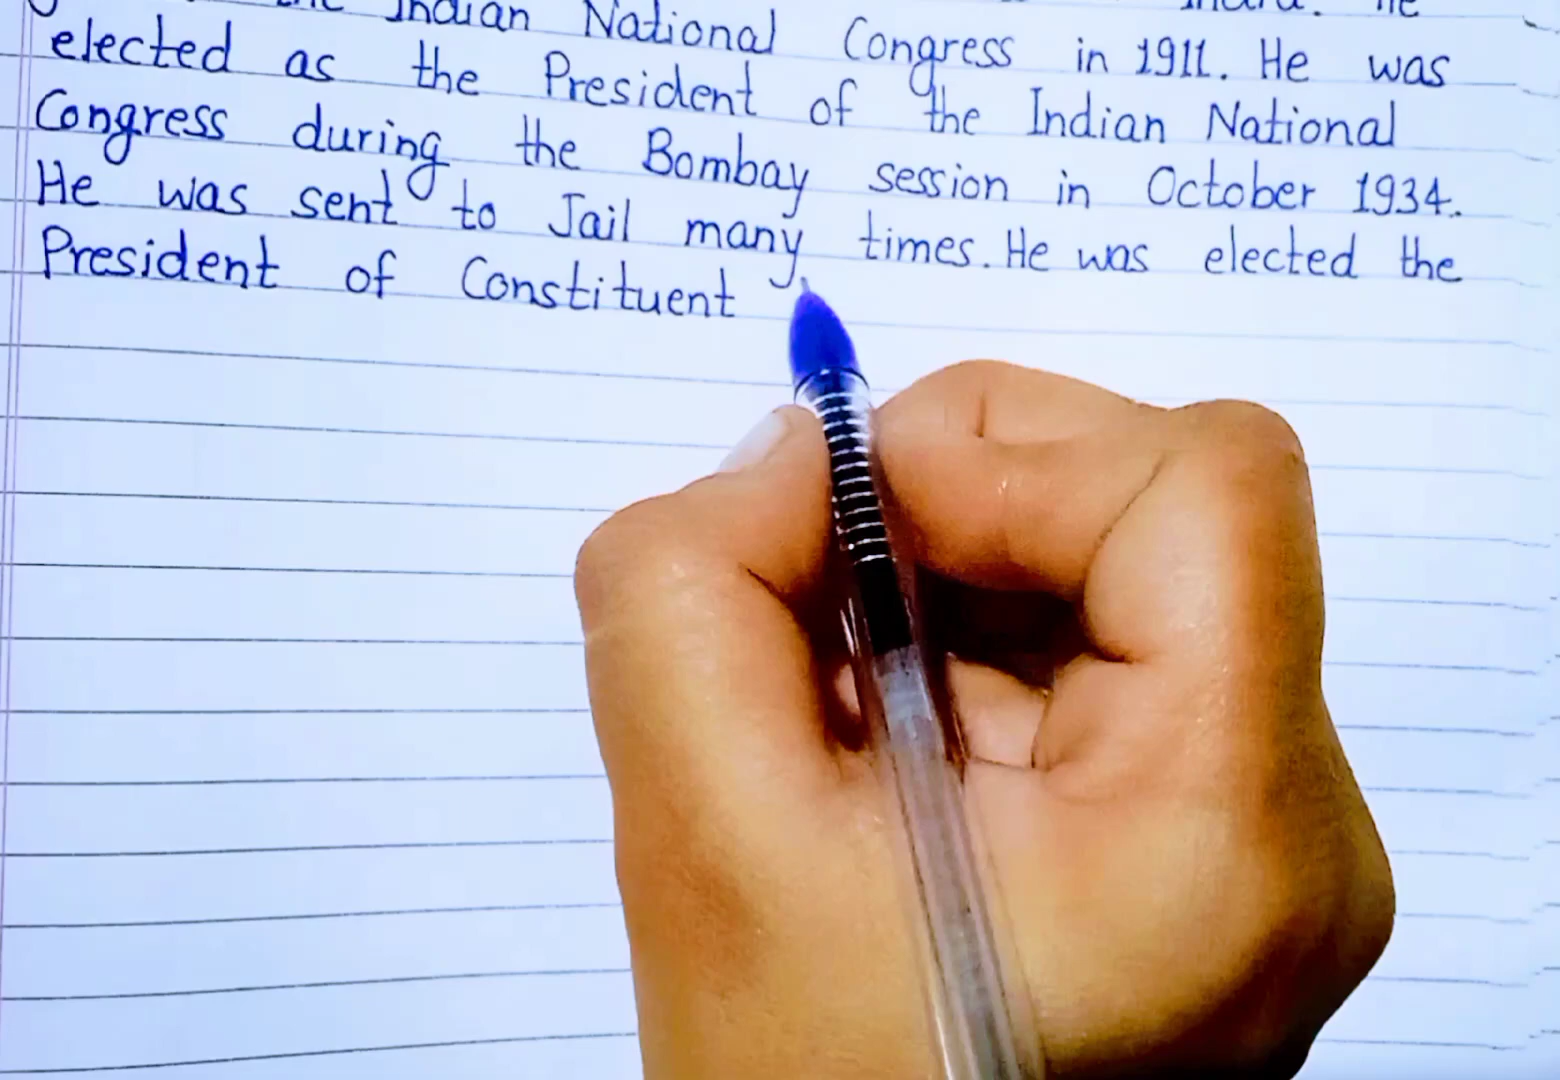 Indian National Congress in 1911. He was
elected as the President of the Indian National
Congress during the Bombay session in October 1934.
He was sent to Jail many times. He was elected the
President of Constituent